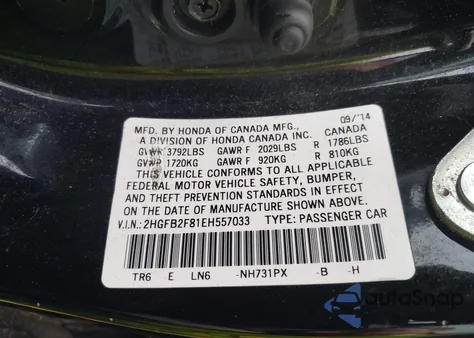 09/'14
MFD. BY HONDA OF CANADA MFG.,
A DIVISION OF HONDA CANADA INC. CANADA
GVWR 3792LBS GAWR F 2029LBS R 1786LBS
GVWR 1720KG GAWR F 920KG R 810KG
THIS VEHICLE CONFORMS TO ALL APPLICABLE
FEDERAL MOTOR VEHICLE SAFETY, BUMPER,
AND THEFT PREVENTION STANDARDS IN EFFECT
ON THE DATE OF MANUFACTURE SHOWN ABOVE.
V.I.N.: 2HGFB2F81EH557033 TYPE: PASSENGER CAR
TR6 E LN6 -NH731PX -B -H
autaSnap